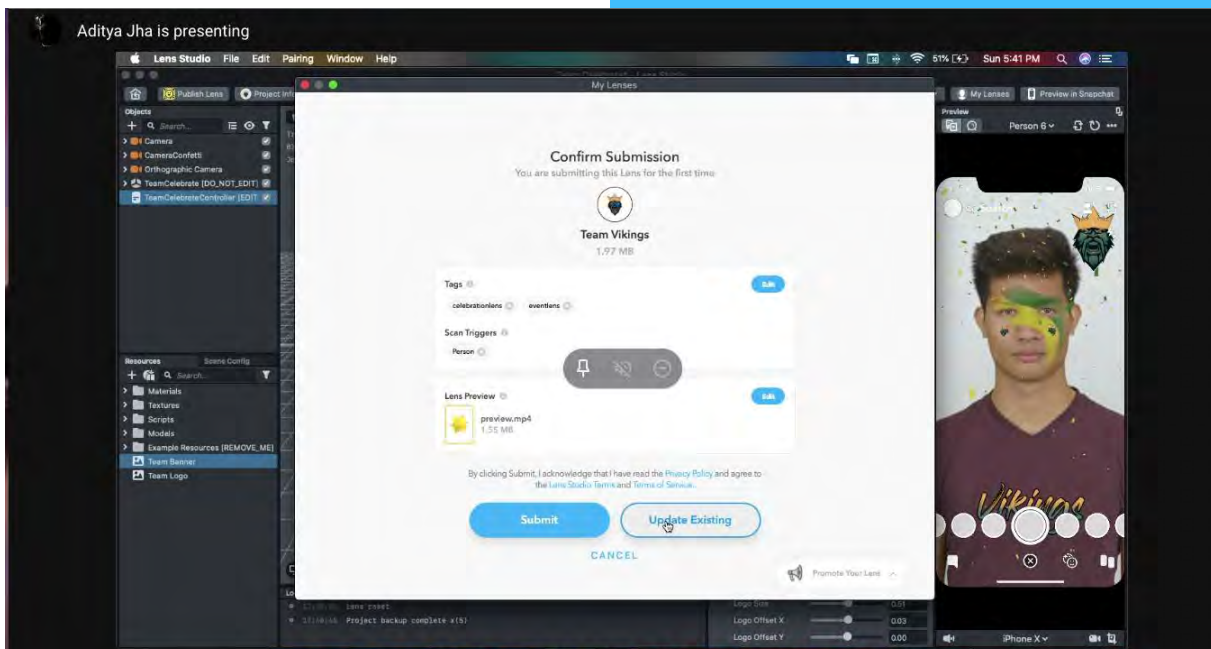 Aditya Jha is presenting
Lens Studio File Edit Pairing Window Help
51% Sun 5:41 PM
My Lenses
Publish Lens
My Lenses Preview in Snapchat
Objects
Search...
Camera
CameraConfetti
Orthographic Camera
TeamCelebrate [DO_NOT_EDIT]
TeamCelebrateController [EDIT
Confirm Submission
You are submitting this Lens for the first time
Team Vikings
1.97 MB
Tags
Edit
celebrationlens eventlens
Scan Triggers
Person
Lens Preview
Edit
preview.mp4
1.55 MB
By clicking Submit, I acknowledge that I have read the Privacy Policy and agree to
the Lens Studio Terms and Terms of Service.
Submit Update Existing
CANCEL
Promote Your Lens
Resources Scene Config
Search...
Materials
Textures
Scripts
Models
Example Resources [REMOVE_ME]
Team Banner
Team Logo
Lens reset
Project backup complete
Logo Size 0.51
Logo Offset X 0.03
Logo Offset Y 0.00
Preview
Person 6
Vikings
iPhone X